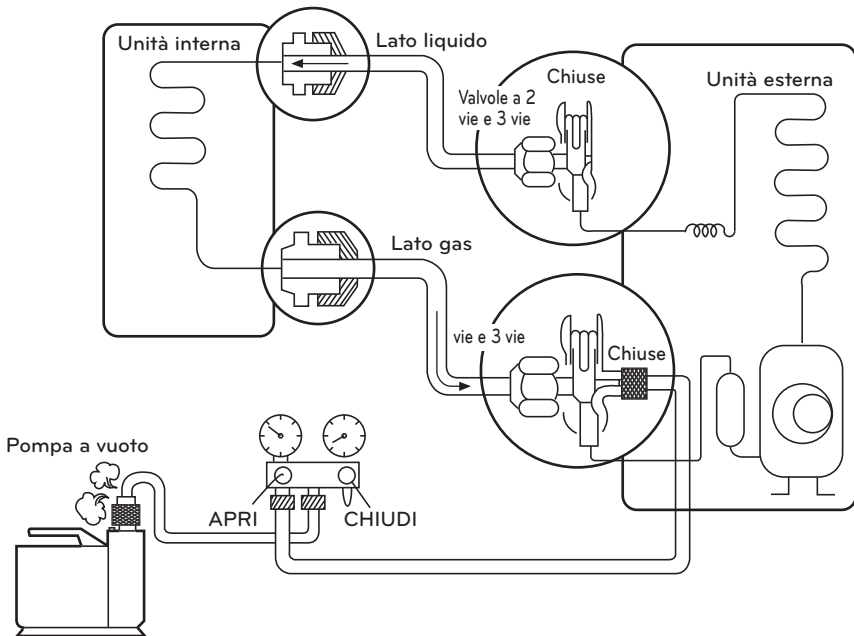 Unità interna
Lato liquido
Chiuse
Unità esterna
Valvole a 2
vie e 3 vie
Lato gas
vie e 3 vie
Chiuse
Pompa a vuoto
APRI
CHIUDI